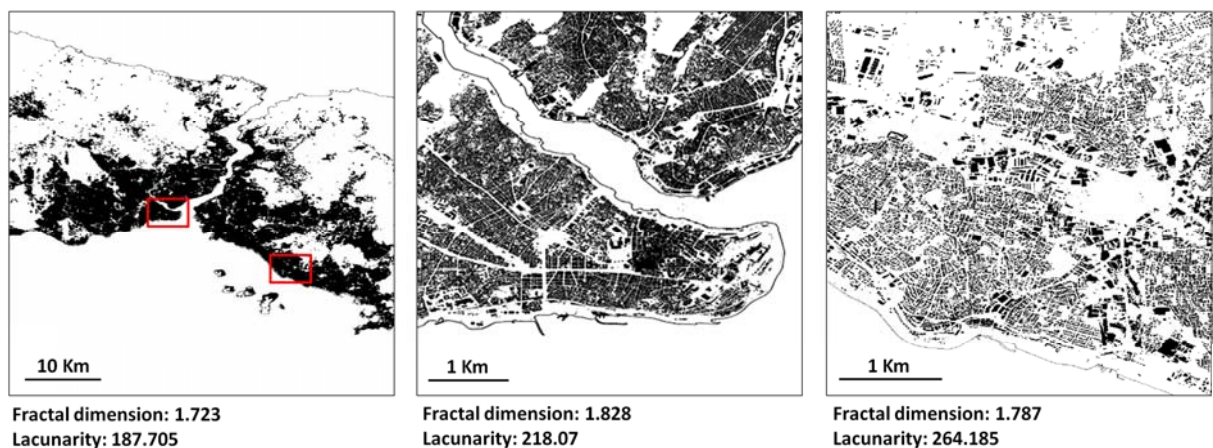 10 Km
Fractal dimension: 1.723
Lacunarity: 187.705
1 Km
Fractal dimension: 1.828
Lacunarity: 218.07
1 Km
Fractal dimension: 1.787
Lacunarity: 264.185